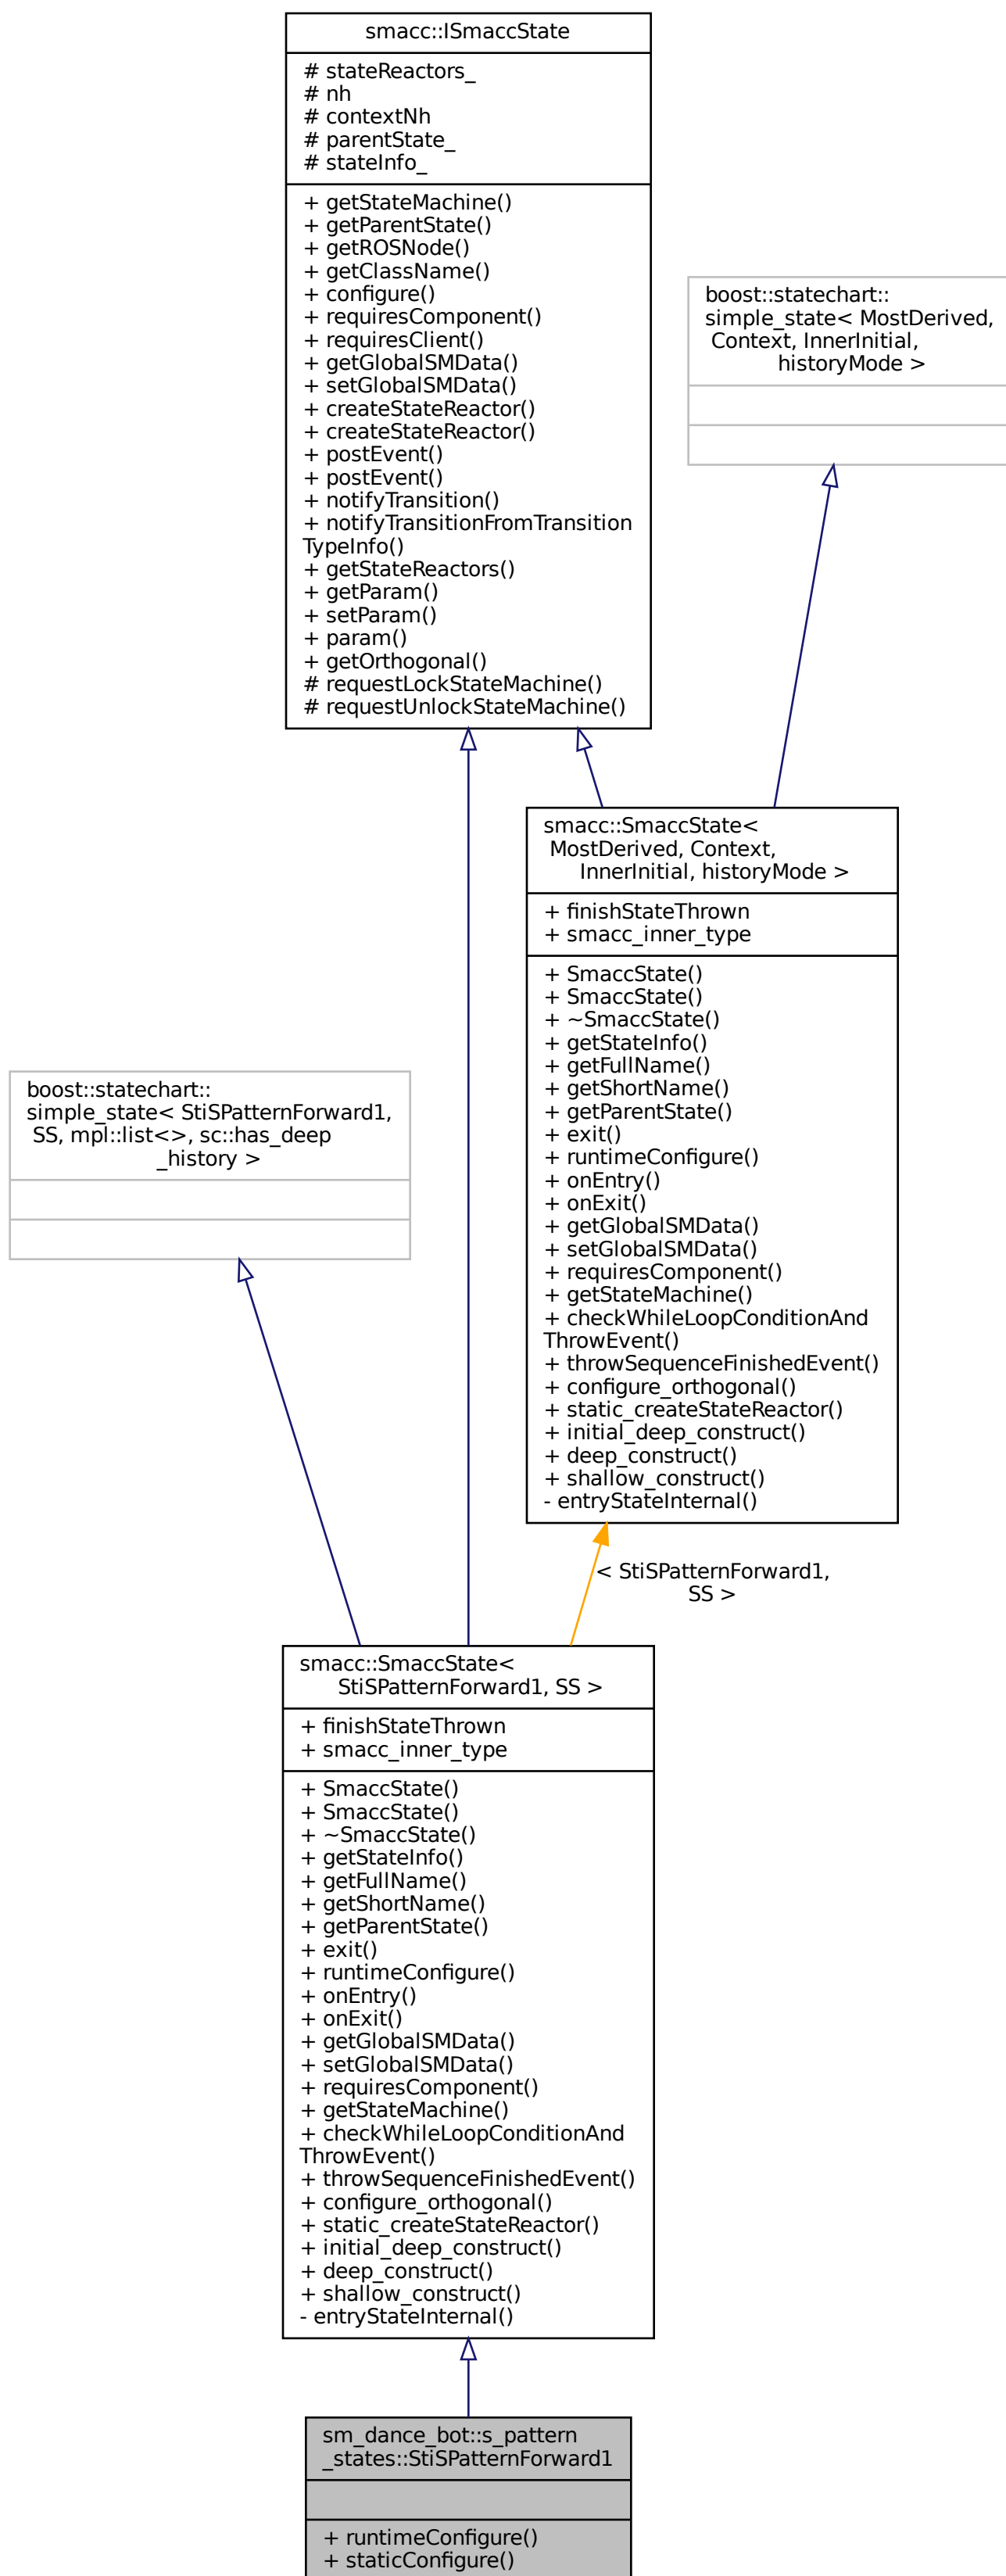 smacc::ISmaccState
# stateReactors_
# nh
# contextNh
# parentState_
# stateInfo_
+ getStateMachine()
+ getParentState()
+ getROSNode()
+ getClassName()
+ configure()
+ requiresComponent()
+ requiresClient()
+ getGlobalSMData()
+ setGlobalSMData()
+ createStateReactor()
+ createStateReactor()
+ postEvent()
+ postEvent()
+ notifyTransition()
+ notifyTransitionFromTransition
TypeInfo()
+ getStateReactors()
+ getParam()
+ setParam()
+ param()
+ getOrthogonal()
# requestLockStateMachine()
# requestUnlockStateMachine()
boost::statechart::
simple_state< MostDerived,
Context, InnerInitial,
historyMode >
smacc::SmaccState<
MostDerived, Context,
InnerInitial, historyMode >
+ finishStateThrown
+ smacc_inner_type
+ SmaccState()
+ SmaccState()
+ ~SmaccState()
+ getStateInfo()
+ getFullName()
+ getShortName()
+ getParentState()
+ exit()
+ runtimeConfigure()
+ onEntry()
+ onExit()
+ getGlobalSMData()
+ setGlobalSMData()
+ requiresComponent()
+ getStateMachine()
+ checkWhileLoopConditionAnd
ThrowEvent()
+ throwSequenceFinishedEvent()
+ configure_orthogonal()
+ static_createStateReactor()
+ initial_deep_construct()
+ deep_construct()
+ shallow_construct()
- entryStateInternal()
boost::statechart::
simple_state< StiSPatternForward1,
SS, mpl::list<>, sc::has_deep
_history >
< StiSPatternForward1,
SS >
smacc::SmaccState<
StiSPatternForward1, SS >
+ finishStateThrown
+ smacc_inner_type
+ SmaccState()
+ SmaccState()
+ ~SmaccState()
+ getStateInfo()
+ getFullName()
+ getShortName()
+ getParentState()
+ exit()
+ runtimeConfigure()
+ onEntry()
+ onExit()
+ getGlobalSMData()
+ setGlobalSMData()
+ requiresComponent()
+ getStateMachine()
+ checkWhileLoopConditionAnd
ThrowEvent()
+ throwSequenceFinishedEvent()
+ configure_orthogonal()
+ static_createStateReactor()
+ initial_deep_construct()
+ deep_construct()
+ shallow_construct()
- entryStateInternal()
sm_dance_bot::s_pattern
_states::StiSPatternForward1
+ runtimeConfigure()
+ staticConfigure()